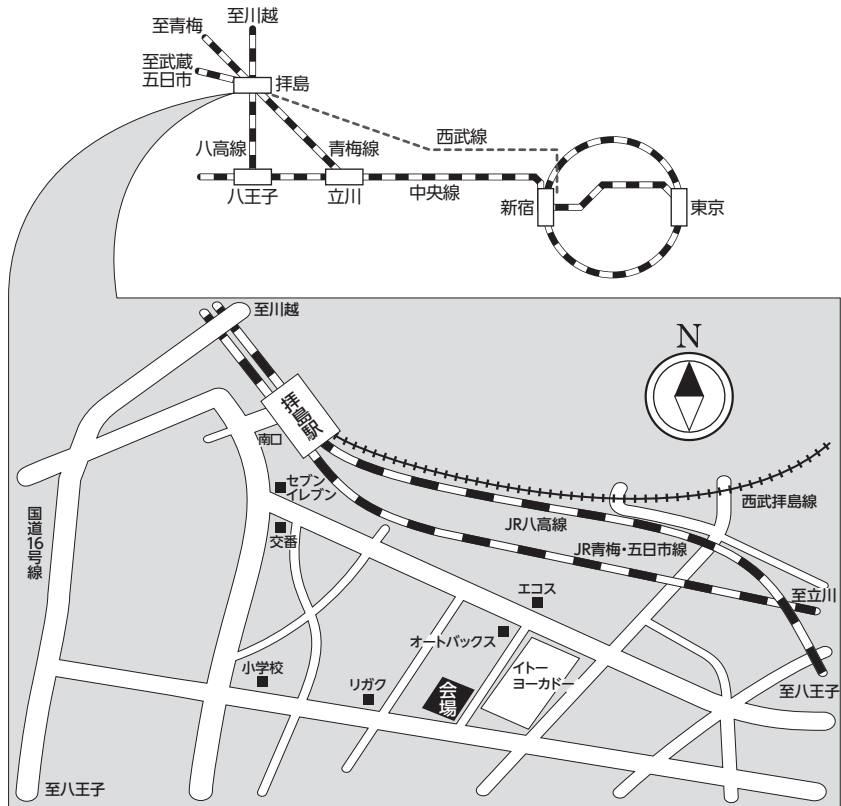 至川越
至青梅
至武蔵
五日市
拝島
西武線
八高線
青梅線
八王子
立川
中央線
新宿
東京
至川越
N
拝島駅
南口
セブン
イレブン
西武拝島線
国道16号線
JR八高線
交番
JR青梅・五日市線
エコス
至立川
オートバックス
小学校
イトー
ヨーカドー
リガク
会場
至八王子
至八王子